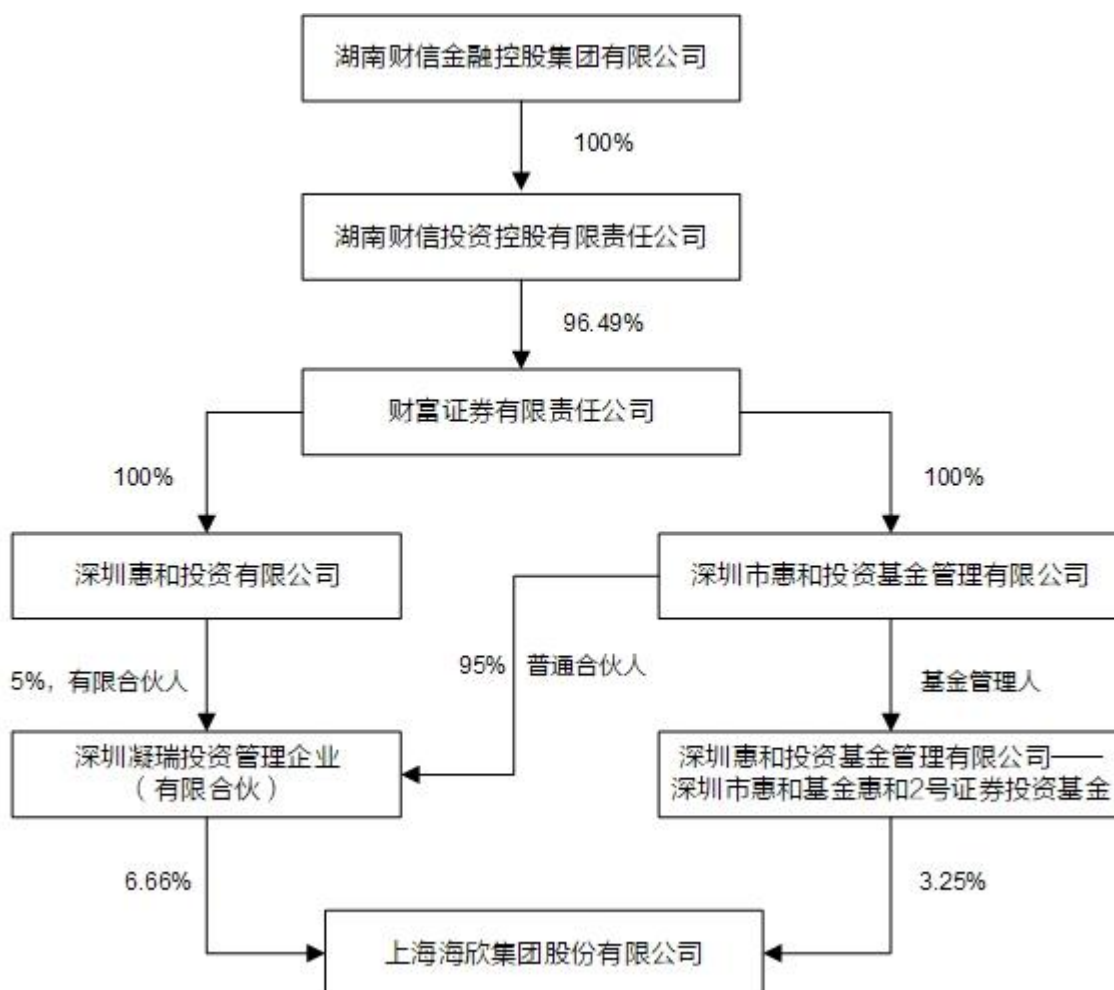 湖南财信金融控股集团有限公司
100%
湖南财信投资控股有限责任公司
96.49%
财富证券有限责任公司
100%
100%
深圳惠和投资有限公司
深圳市惠和投资基金管理有限公司
5%，有限合伙人
95%
普通合伙人
基金管理人
深圳凝瑞投资管理企业
（有限合伙）
深圳惠和投资基金管理有限公司——
深圳市惠和基金惠和2号证券投资基金
6.66%
3.25%
上海海欣集团股份有限公司